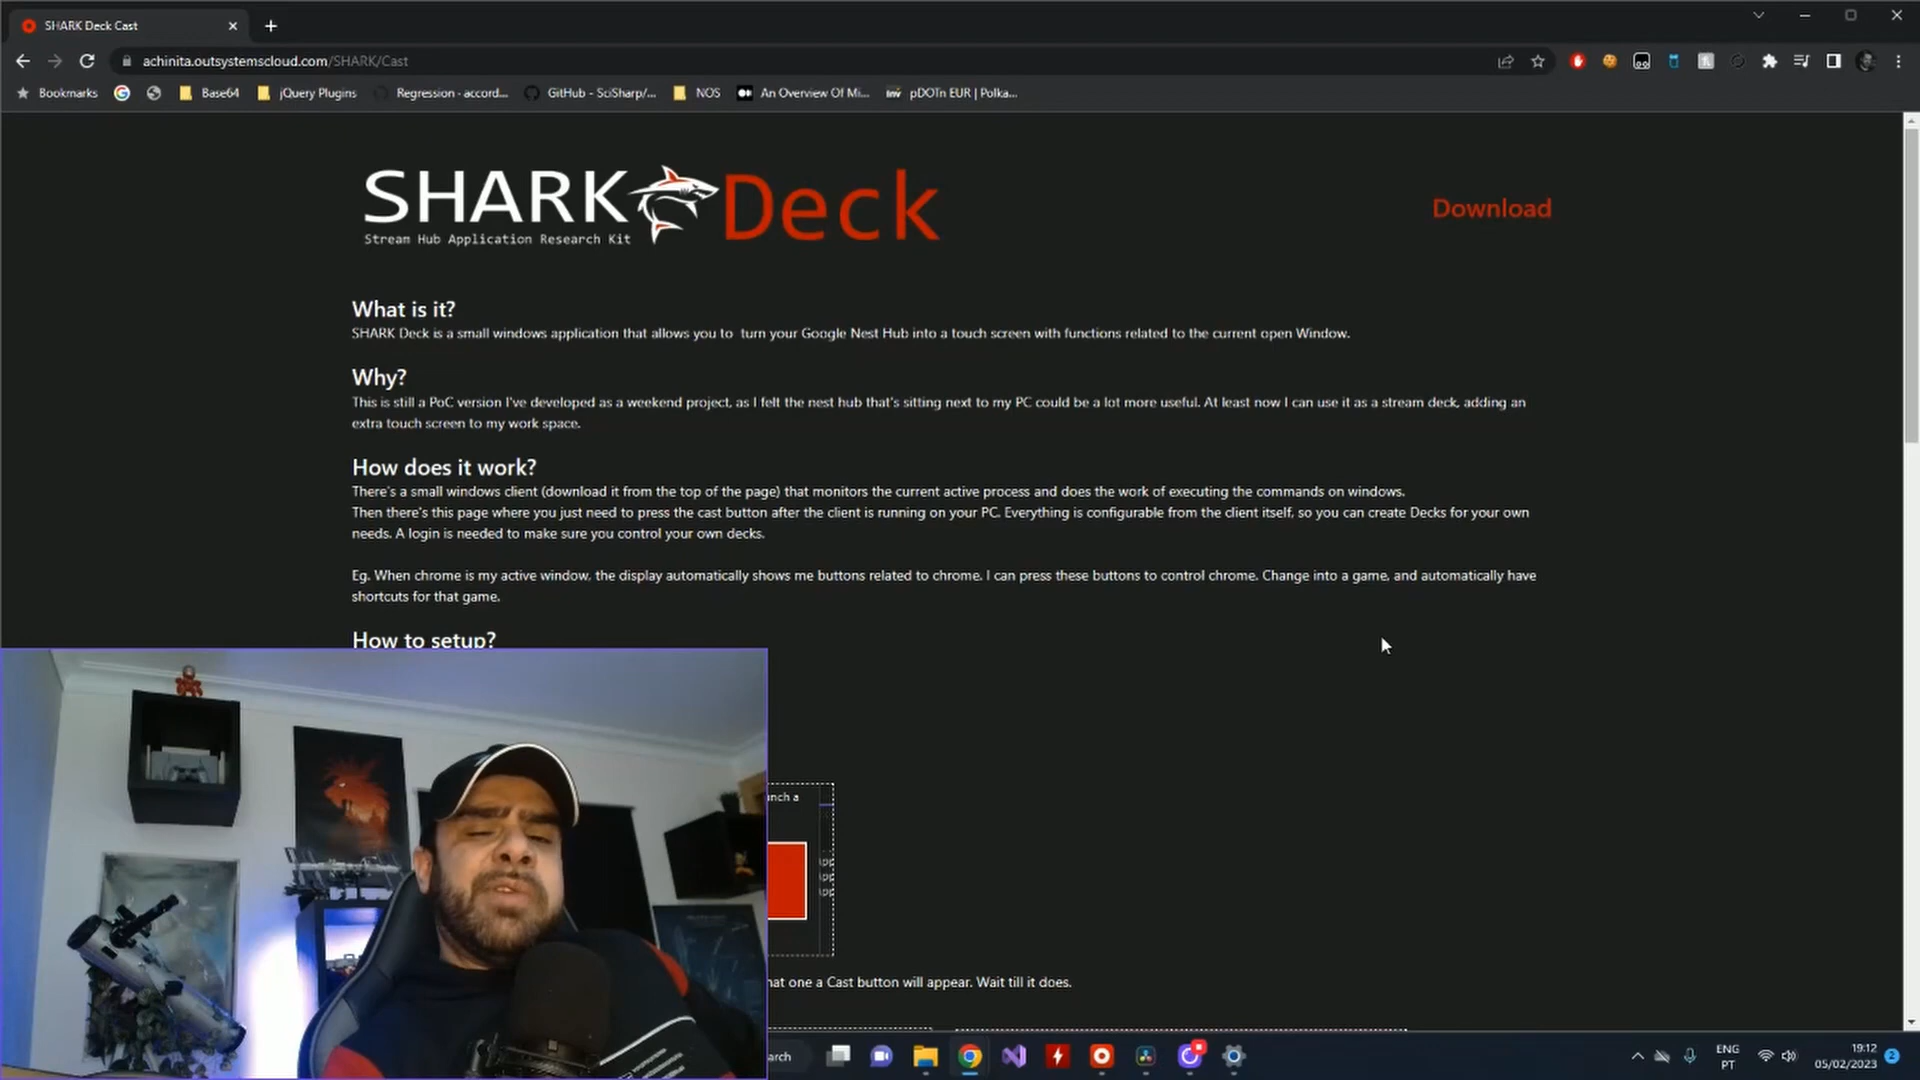 SHARK Deck Cast
achinita.outsystemscloud.com/SHARK/Cast
Bookmarks
Base64
jQuery Plugins
Regression - accord...
GitHub - SciSharp/...
NOS
An Overview Of Mi...
pDOTn EUR | Polka...
SHARK Deck
Stream Hub Application Research Kit
Download
What is it?
SHARK Deck is a small windows application that allows you to turn your Google Nest Hub into a touch screen with functions related to the current open Window.
Why?
This is still a PoC version I've developed as a weekend project, as I felt the nest hub that's sitting next to my PC could be a lot more useful. At least now I can use it as a stream deck, adding an
extra touch screen to my work space.
How does it work?
There's a small windows client (download it from the top of the page) that monitors the current active process and does the work of executing the commands on windows.
Then there's this page where you just need to press the cast button after the client is running on your PC. Everything is configurable from the client itself, so you can create Decks for your own
needs. A login is needed to make sure you control your own decks.
Eg. When chrome is my active window, the display automatically shows me buttons related to chrome. I can press these buttons to control chrome. Change into a game, and automatically have
shortcuts for that game.
How to setup?
unch a
App
App
App
hat one a Cast button will appear. Wait till it does.
arch
ENG
PT
19:12
05/02/2023
2